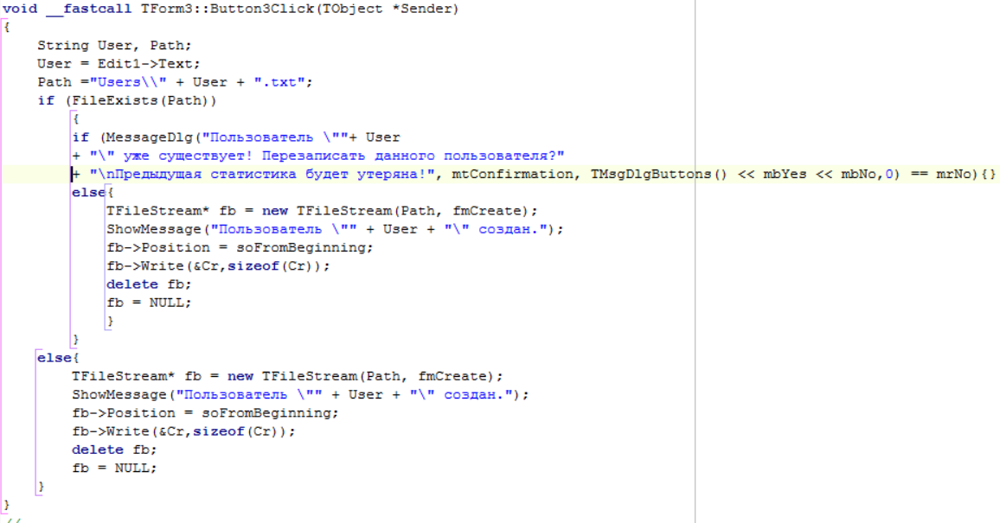 void __fastcall TForm3::Button3Click(TObject *Sender)
{
String User, Path;
User = Edit1->Text;
Path ="Users\\" + User + ".txt";
if (FileExists(Path))
{
if (MessageDlg("Пользователь \""+ User
+ "\" уже существует! Перезаписать данного пользователя?"
+ "\nПредыдущая статистика будет утеряна!", mtConfirmation, TMsgDlgButtons() << mbYes << mbNo,0) == mrNo){}
else{
TFileStream* fb = new TFileStream(Path, fmCreate);
ShowMessage("Пользователь \"" + User + "\" создан.");
fb->Position = soFromBeginning;
fb->Write(&Cr,sizeof(Cr));
delete fb;
fb = NULL;
}
}
else{
TFileStream* fb = new TFileStream(Path, fmCreate);
ShowMessage("Пользователь \"" + User + "\" создан.");
fb->Position = soFromBeginning;
fb->Write(&Cr,sizeof(Cr));
delete fb;
fb = NULL;
}
}
//